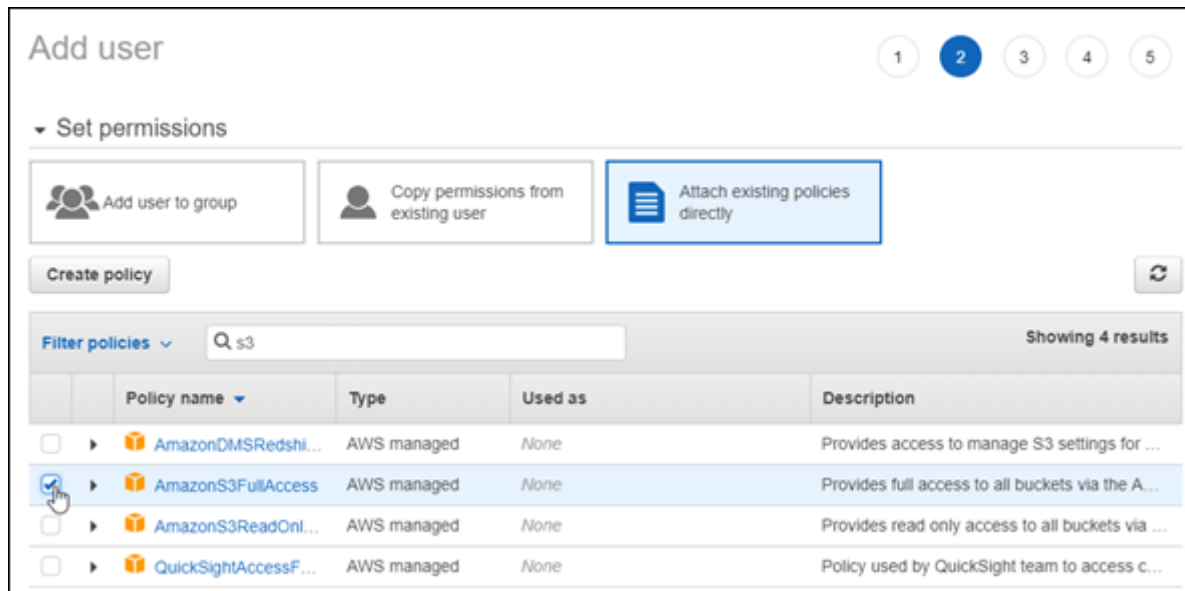 Add user
1 2 3 4 5
Set permissions
Add user to group
Copy permissions from
existing user
Attach existing policies
directly
Create policy
Filter policies
s3
Showing 4 results
Policy name Type Used as Description
AmazonDMSRedshi... AWS managed None Provides access to manage S3 settings for ...
AmazonS3FullAccess AWS managed None Provides full access to all buckets via the A...
AmazonS3ReadOnl... AWS managed None Provides read only access to all buckets via ...
QuickSightAccessF... AWS managed None Policy used by QuickSight team to access c...